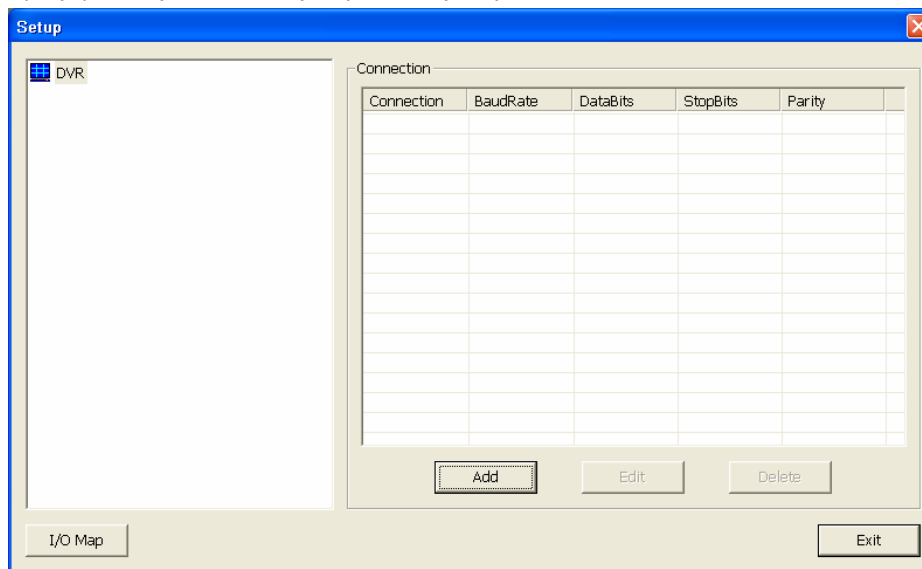 Setup
DVR
Connection
Connection BaudRate DataBits StopBits Parity
Add Edit Delete
I/O Map Exit